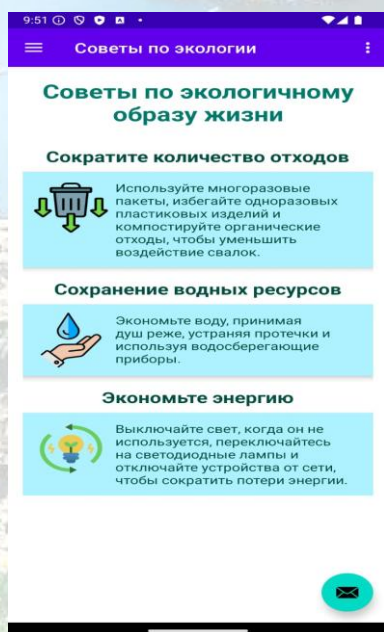 9:51
Советы по экологии
Советы по экологичному
образу жизни
Сократите количество отходов
Используйте многоразовые
пакеты, избегайте одноразовых
пластиковых изделий и
компостируйте органические
отходы, чтобы уменьшить
воздействие свалок.
Сохранение водных ресурсов
Экономьте воду, принимая
душ реже, устраняя протечки и
используя водосберегающие
приборы.
Экономьте энергию
Выключайте свет, когда он не
используется, переключайтесь
на светодиодные лампы и
отключайте устройства от сети,
чтобы сократить потери энергии.